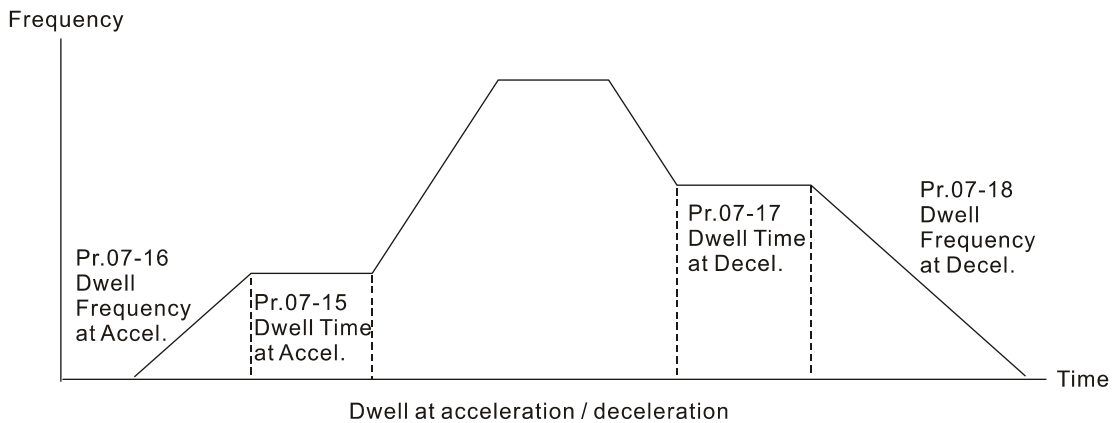 Frequency
Pr.07-16
Dwell
Frequency
at Accel.
Pr.07-15
Dwell Time
at Accel.
Pr.07-17
Dwell Time
at Decel.
Pr.07-18
Dwell
Frequency
at Decel.
Time
Dwell at acceleration / deceleration